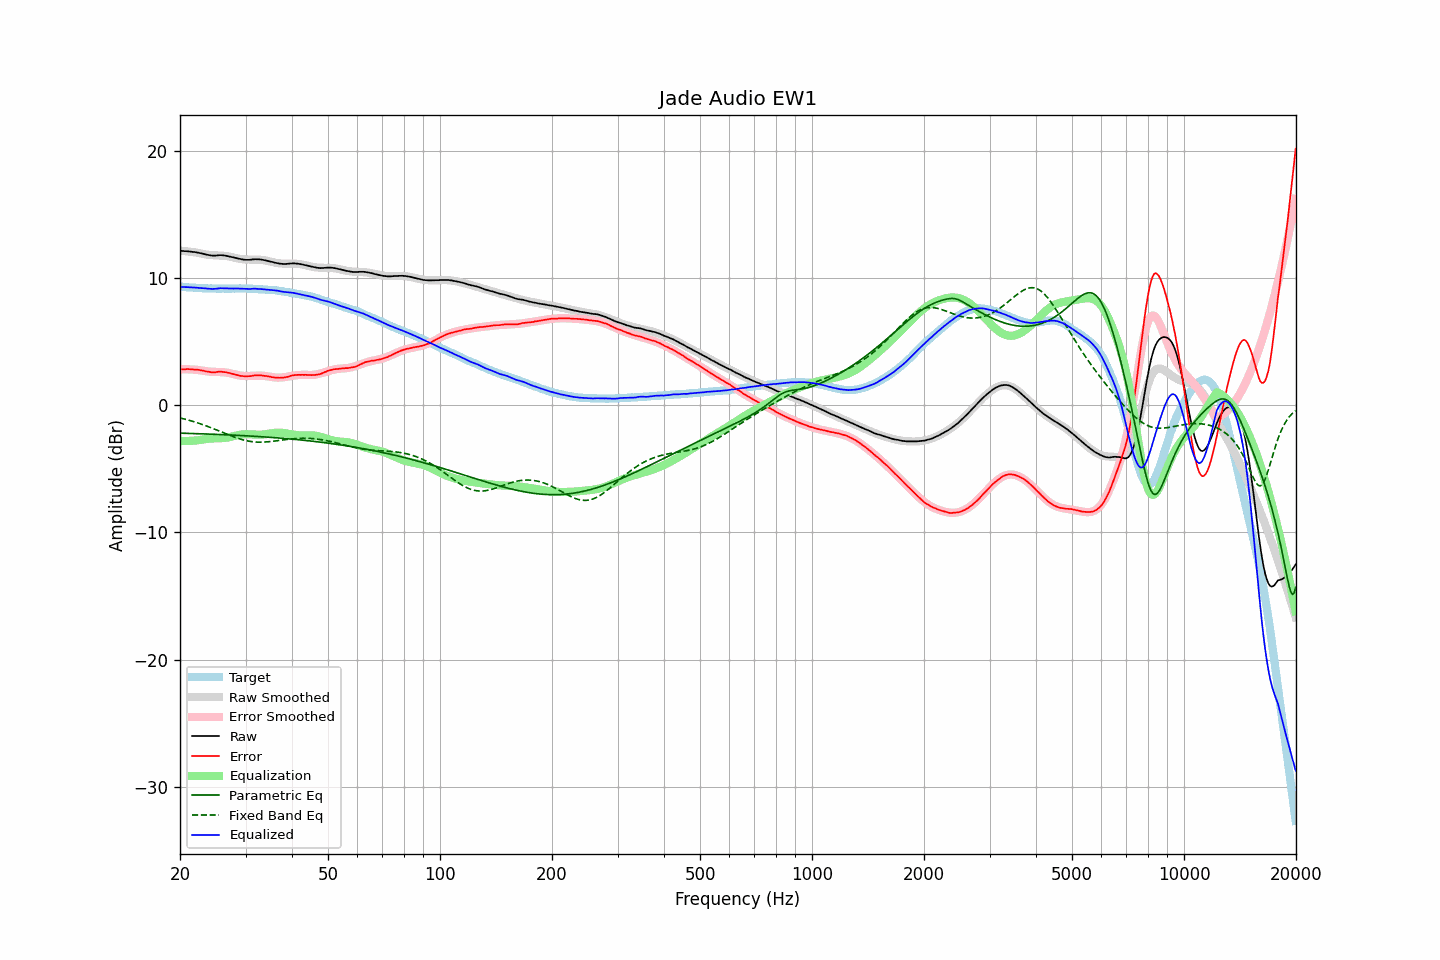 Jade Audio EW1
20
10
0
−10
−20
−30
Amplitude (dBr)
Target
Raw Smoothed
Error Smoothed
Raw
Error
Equalization
Parametric Eq
Fixed Band Eq
Equalized
20 50 100 200 500 1000 2000 5000 10000 20000
Frequency (Hz)